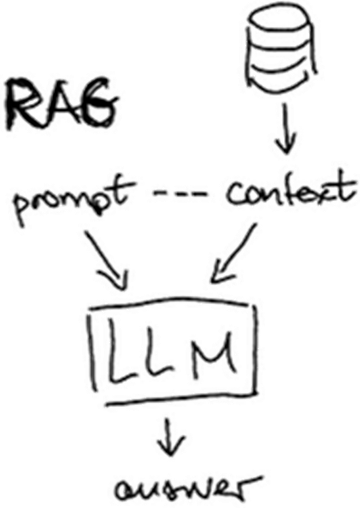 RAG
prompt --- context
LLM
answer